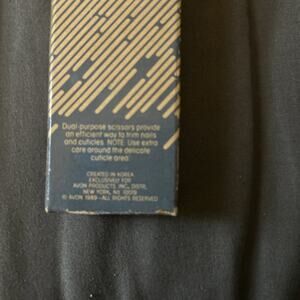 Dual-purpose scissors provide
an efficient way to trim nails
and cuticles. NOTE: Use extra
care around the delicate
cuticle area.
CREATED IN KOREA
EXCLUSIVELY FOR
AVON PRODUCTS, INC., DISTR.
NEW YORK, NY 10019
© AVON 1989 - ALL RIGHTS RESERVED